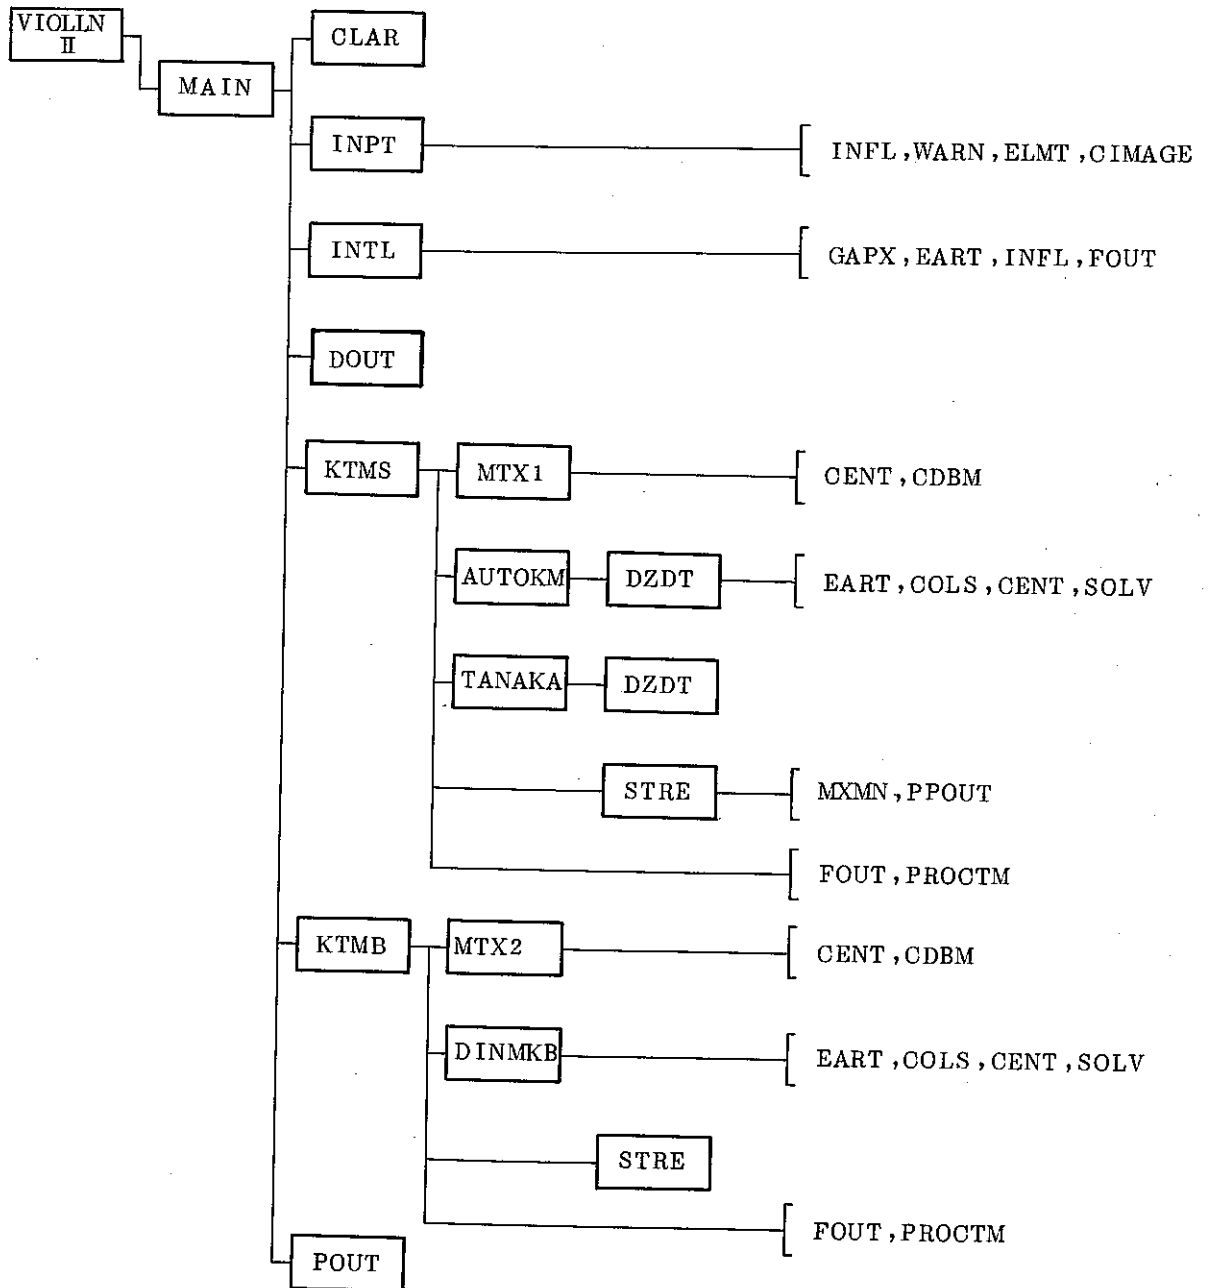 VIOLLN
II
MAIN
CLAR
INPT
INFL,WARN,ELMT,CIMAGE
INTL
GAPX,EART,INFL,FOUT
DOUT
KTMS
MTX1
CENT,CDBM
AUTOKM
DZDT
EART,COLS,CENT,SOLV
TANAKA
DZDT
STRE
MXMN,PPOUT
FOUT,PROCTM
KTMB
MTX2
CENT,CDBM
DINMKB
EART,COLS,CENT,SOLV
STRE
FOUT,PROCTM
POUT